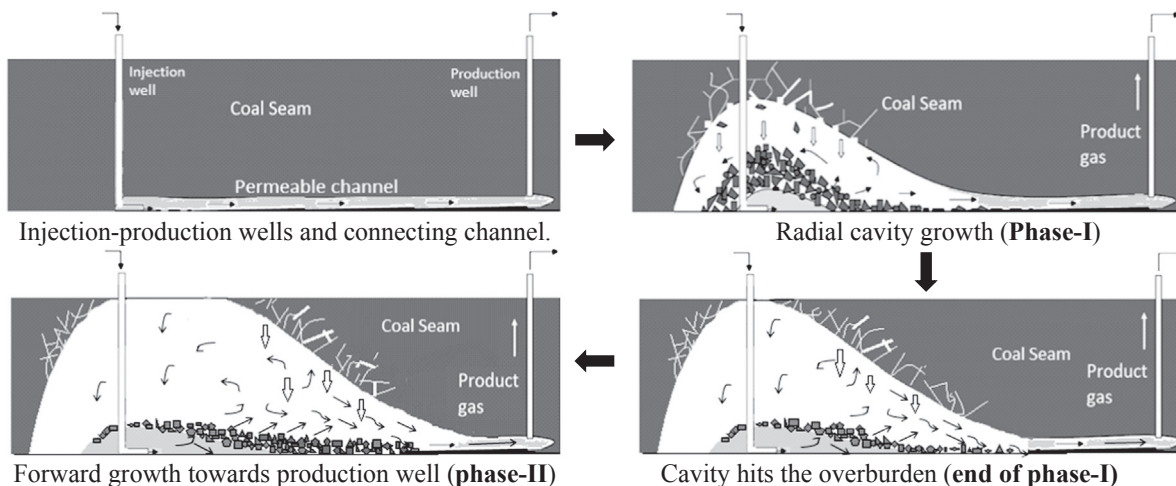 Injection
well
Production
well
Coal Seam
Permeable channel
Injection-production wells and connecting channel.
Coal Seam
Product
gas
Radial cavity growth (Phase-I)
Coal Seam
Product
gas
Forward growth towards production well (phase-II)
Coal Seam
Product
gas
Cavity hits the overburden (end of phase-I)